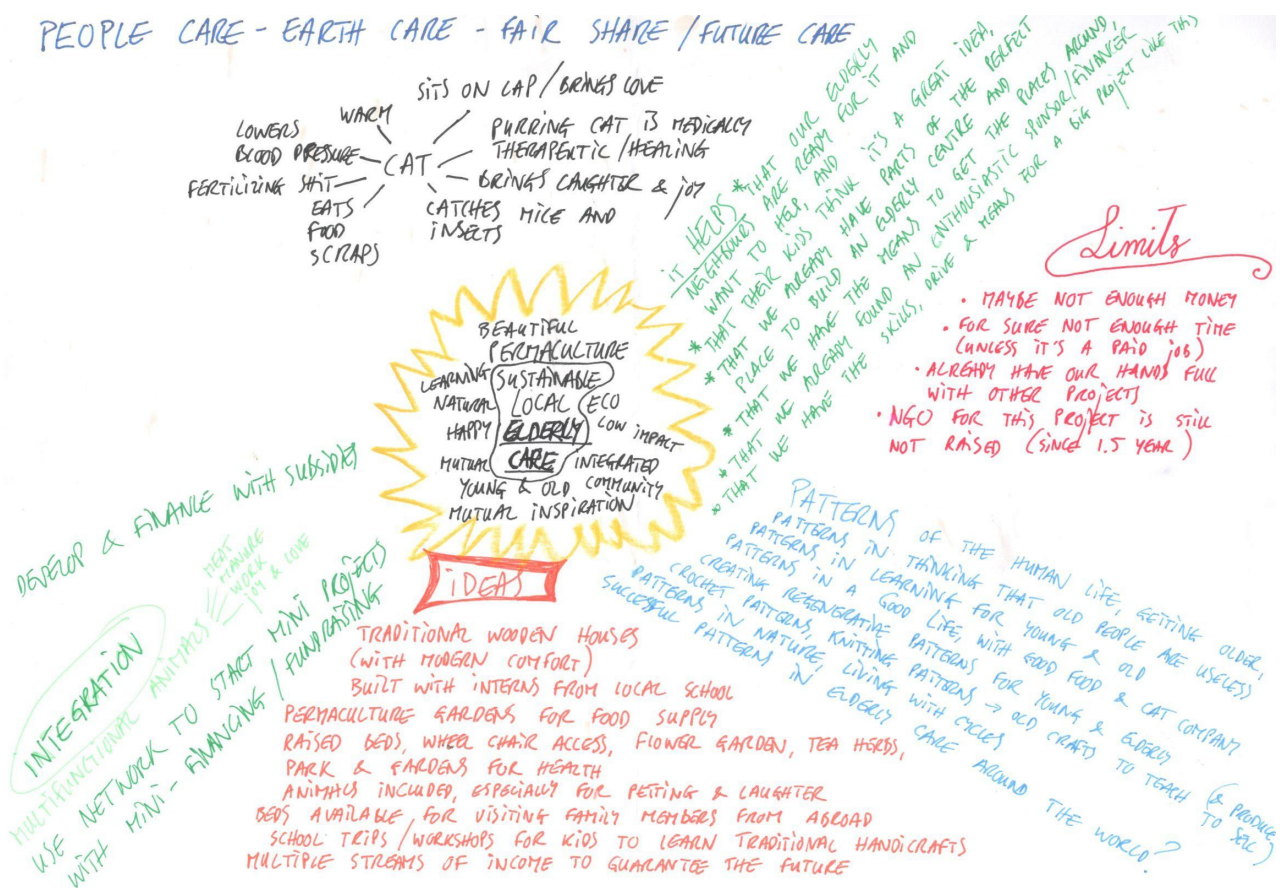 PEOPLE CARE - EARTH CARE - FAIR SHARE / FUTURE CARE
SITS ON LAP / BRINGS LOVE
WARM
LOWERS
BLOOD PRESSURE
FERTILIZING SHIT
EATS
FOOD
SCRAPS
CAT
PURRING CAT IS MEDICALLY
THERAPEUTIC / HEALING
BRINGS LAUGHTER & JOY
CATCHES MICE AND
INSECTS
IT HELPS * THAT OUR ELDERLY
NEIGHBOURS ARE READY FOR IT AND
WANT TO HELP, AND
* THAT THEIR KIDS THINK IT'S A GREAT IDEA,
* THAT WE ALREADY HAVE PARTS OF THE PERFECT
PLACE TO BUILD AN ELDERLY CENTRE AND
* THAT WE HAVE THE MEANS TO GET THE PLACES AROUND,
* THAT WE ALREADY FOUND AN ENTHOUSIASTIC SPONSOR/FINANCER
* THAT WE HAVE THE SKILLS, DRIVE & MEANS FOR A BIG PROJECT LIKE THIS
Limits
• MAYBE NOT ENOUGH MONEY
• FOR SURE NOT ENOUGH TIME
(UNLESS IT'S A PAID JOB)
• ALREADY HAVE OUR HANDS FULL
WITH OTHER PROJECTS
• NGO FOR THIS PROJECT IS STILL
NOT RAISED (SINCE 1.5 YEAR)
BEAUTIFUL
PERMACULTURE
LEARNING SUSTAINABLE
NATURAL LOCAL ECO
HAPPY ELDERLY LOW IMPACT
MUTUAL CARE INTEGRATED
YOUNG & OLD COMMUNITY
MUTUAL INSPIRATION
DEVELOP & FINANCE WITH SUBSIDIES
INTEGRATION
MULTIFUNCTIONAL ANIMALS
MEAT
MANURE
WORK
JOY & LOVE
USE NETWORK TO START MINI PROJECTS
WITH MINI-FINANCING / FUNDRAISING
IDEAS
TRADITIONAL WOODEN HOUSES
(WITH MODERN COMFORT)
BUILT WITH INTERNS FROM LOCAL SCHOOL
PERMACULTURE GARDENS FOR FOOD SUPPLY
RAISED BEDS, WHEEL CHAIR ACCESS, FLOWER GARDEN, TEA HERBS,
PARK & GARDENS FOR HEALTH
ANIMALS INCLUDED, ESPECIALLY FOR PETTING & LAUGHTER
BEDS AVAILABLE FOR VISITING FAMILY MEMBERS FROM ABROAD
SCHOOL TRIPS / WORKSHOPS FOR KIDS TO LEARN TRADITIONAL HANDICRAFTS
MULTIPLE STREAMS OF INCOME TO GUARANTEE THE FUTURE
PATTERNS OF THE HUMAN LIFE, GETTING OLDER,
PATTERNS IN THINKING THAT OLD PEOPLE ARE USELESS
PATTERNS IN LEARNING FOR YOUNG & OLD
PATTERNS IN A GOOD LIFE, WITH GOOD FOOD & CAT COMPANY
CREATING REGENERATIVE PATTERNS FOR YOUNG & ELDERLY
CROCHET PATTERNS, KNITTING PATTERNS → OLD CRAFTS TO TEACH (& PRODUCE
TO SELL)
PATTERNS IN NATURE, LIVING WITH CYCLES
SUCCESSFUL PATTERNS IN ELDERLY CARE AROUND THE WORLD?